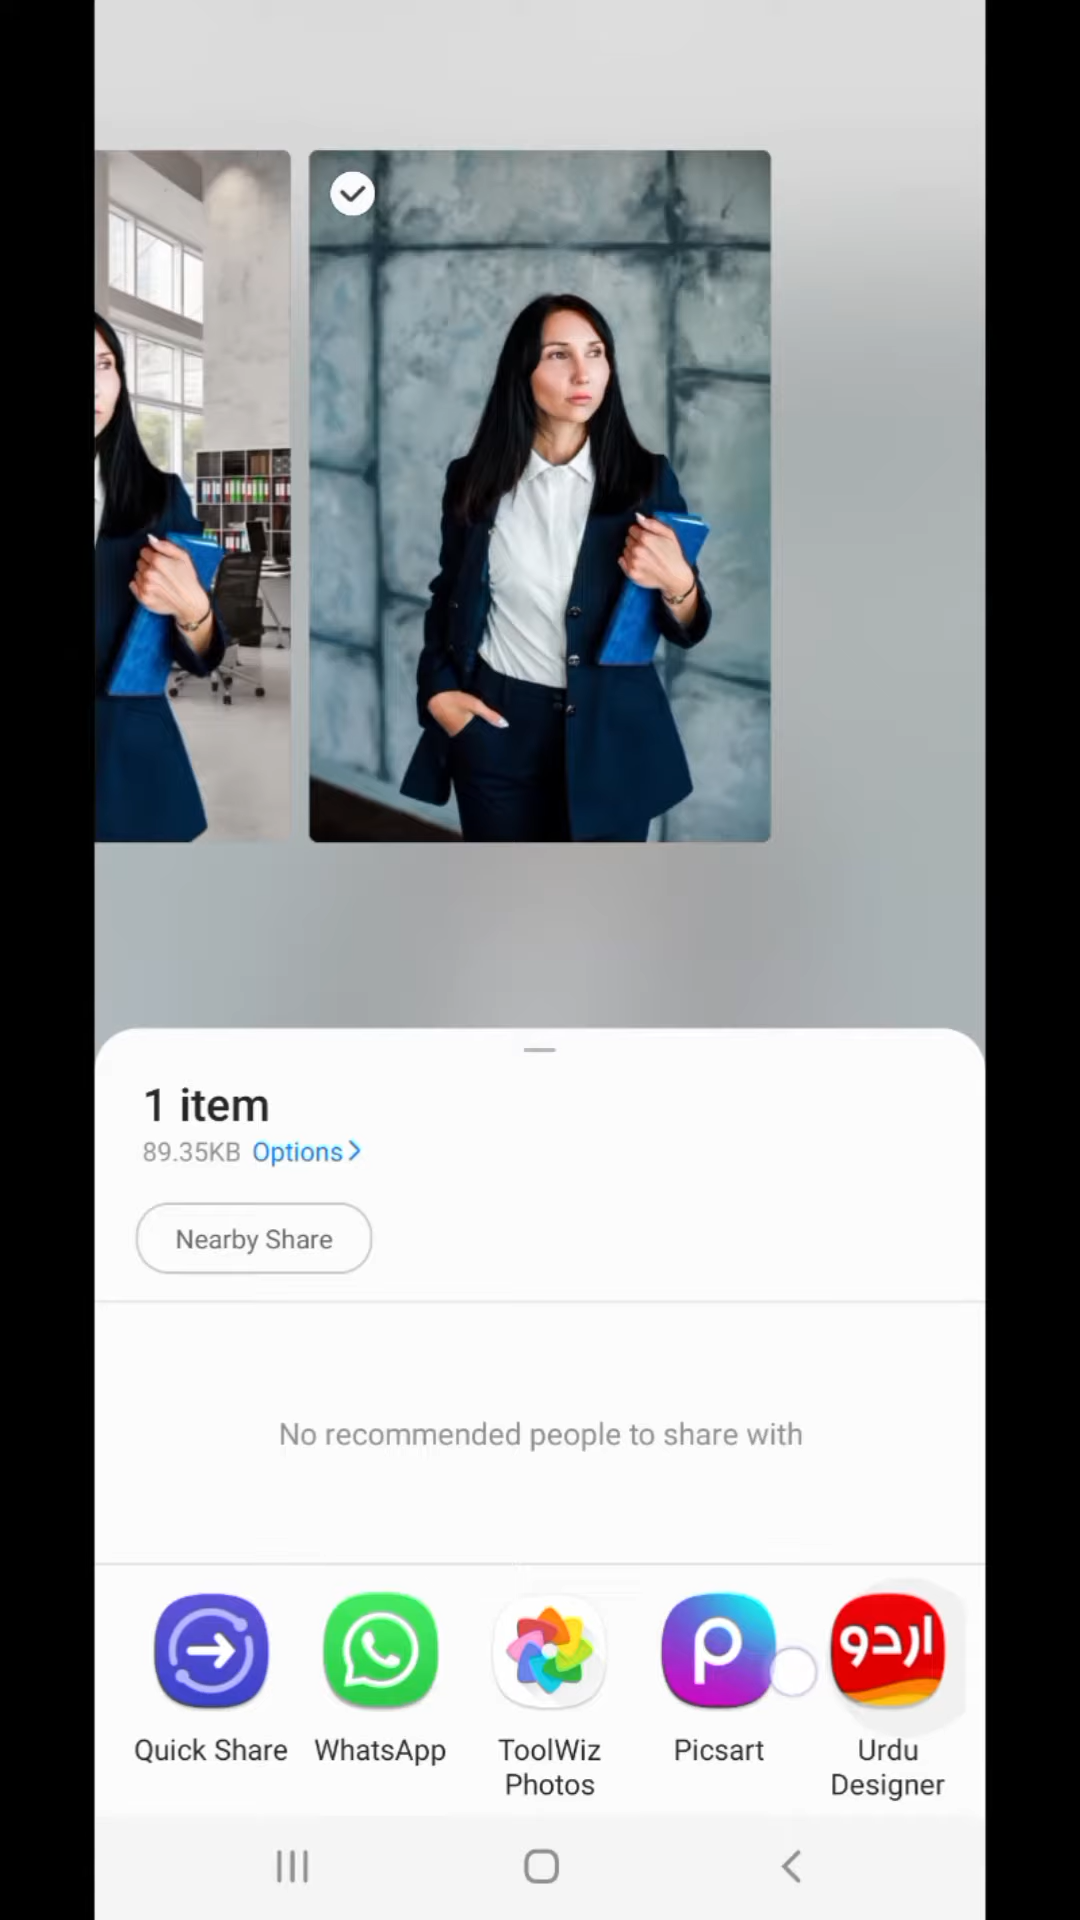 1 item
89.35KB Options >
Nearby Share
No recommended people to share with
اردو
Quick Share
WhatsApp
ToolWiz
Photos
Picsart
Urdu
Designer